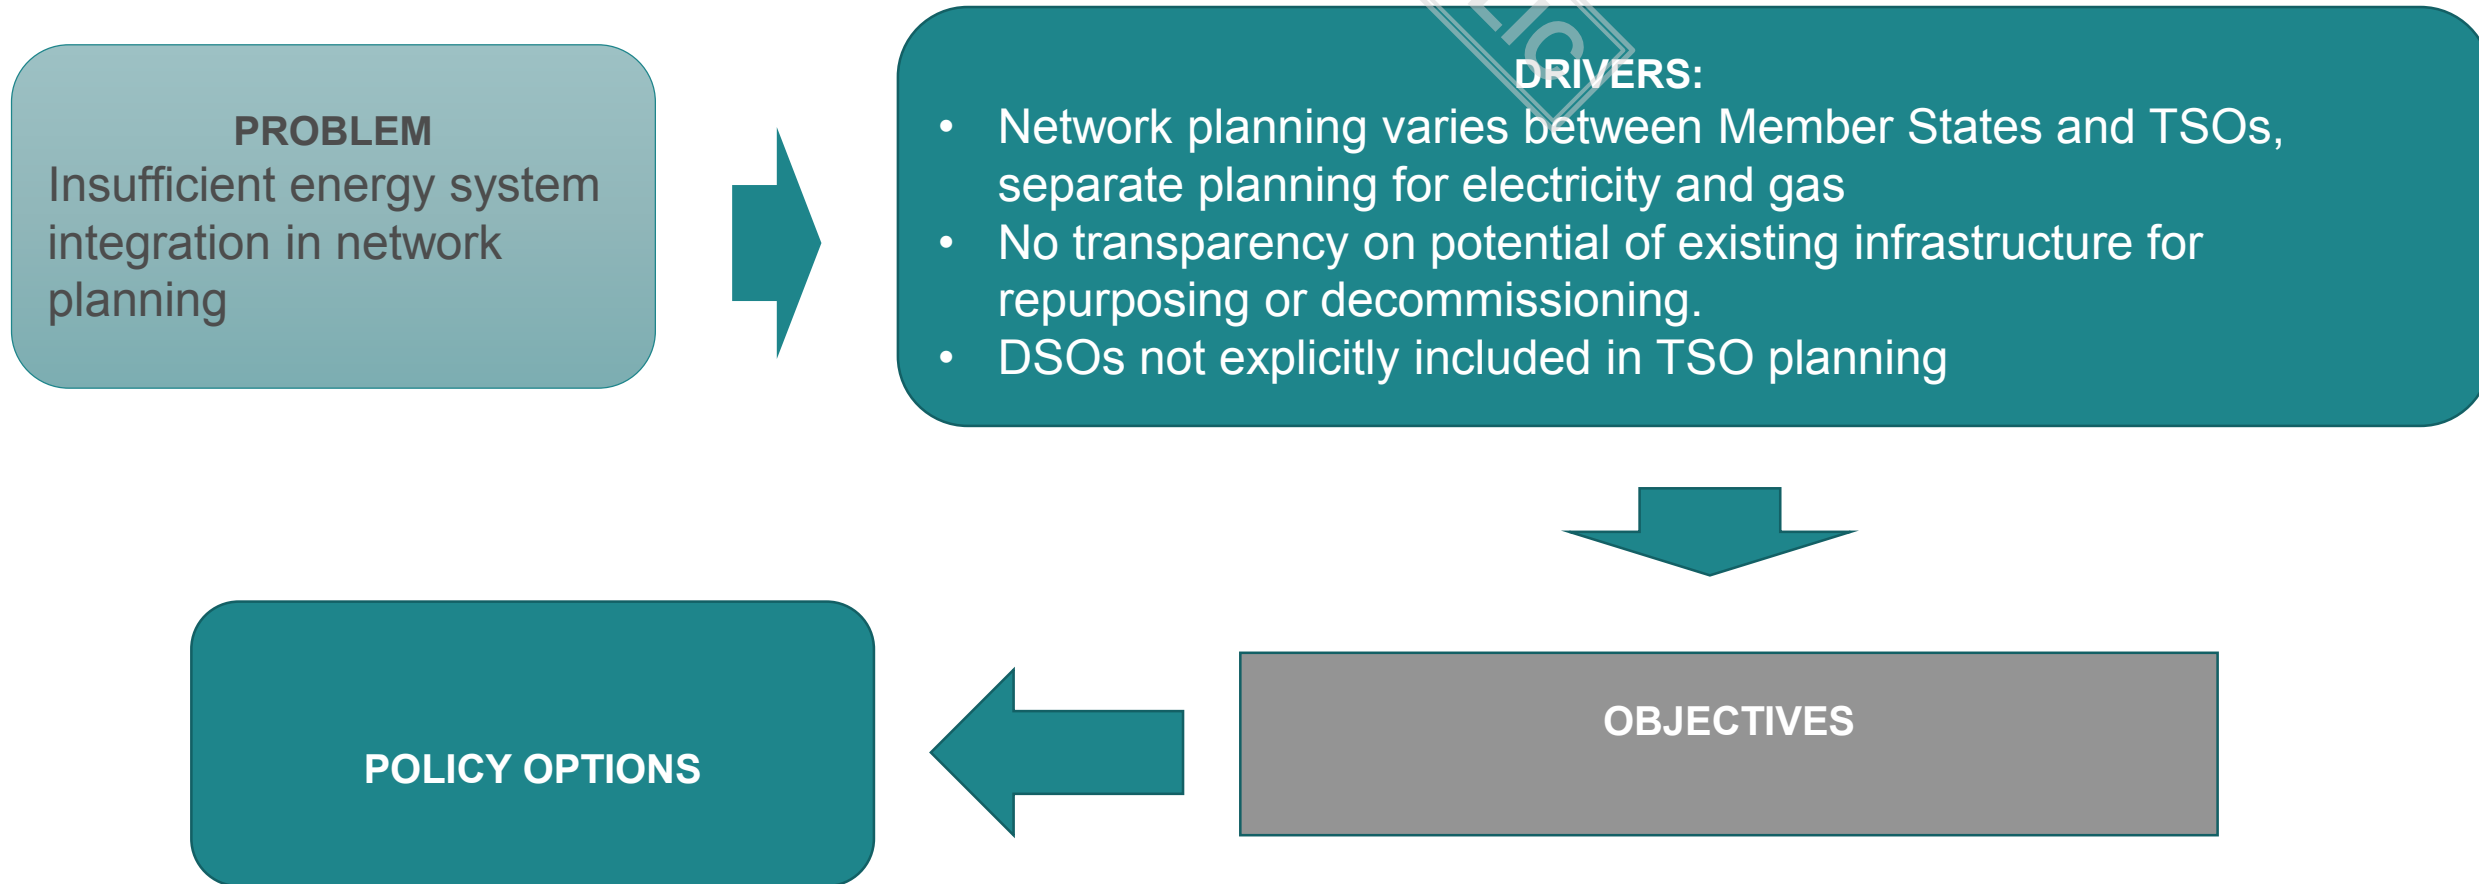 PROBLEM
Insufficient energy system
integration in network
planning
LIC
DRIVERS:
• Network planning varies between Member States and TSOs,
separate planning for electricity and gas
• No transparency on potential of existing infrastructure for
repurposing or decommissioning.
• DSOs not explicitly included in TSO planning
OBJECTIVES
POLICY OPTIONS